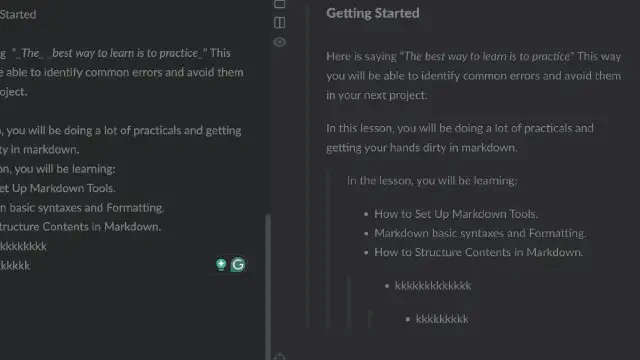 Started
g "_The_ _best way to learn is to practice_" This
e able to identify common errors and avoid them
oject.
, you will be doing a lot of practicals and getting
ty in markdown.
on, you will be learning:
et Up Markdown Tools.
n basic syntaxes and Formatting.
tructure Contents in Markdown.
kkkkkkkk
kkkkk
Getting Started
Here is saying "The best way to learn is to practice" This way
you will be able to identify common errors and avoid them
in your next project.
In this lesson, you will be doing a lot of practicals and
getting your hands dirty in markdown.
In the lesson, you will be learning:
• How to Set Up Markdown Tools.
• Markdown basic syntaxes and Formatting.
• How to Structure Contents in Markdown.
• kkkkkkkkkkkkk
• kkkkkkkkk